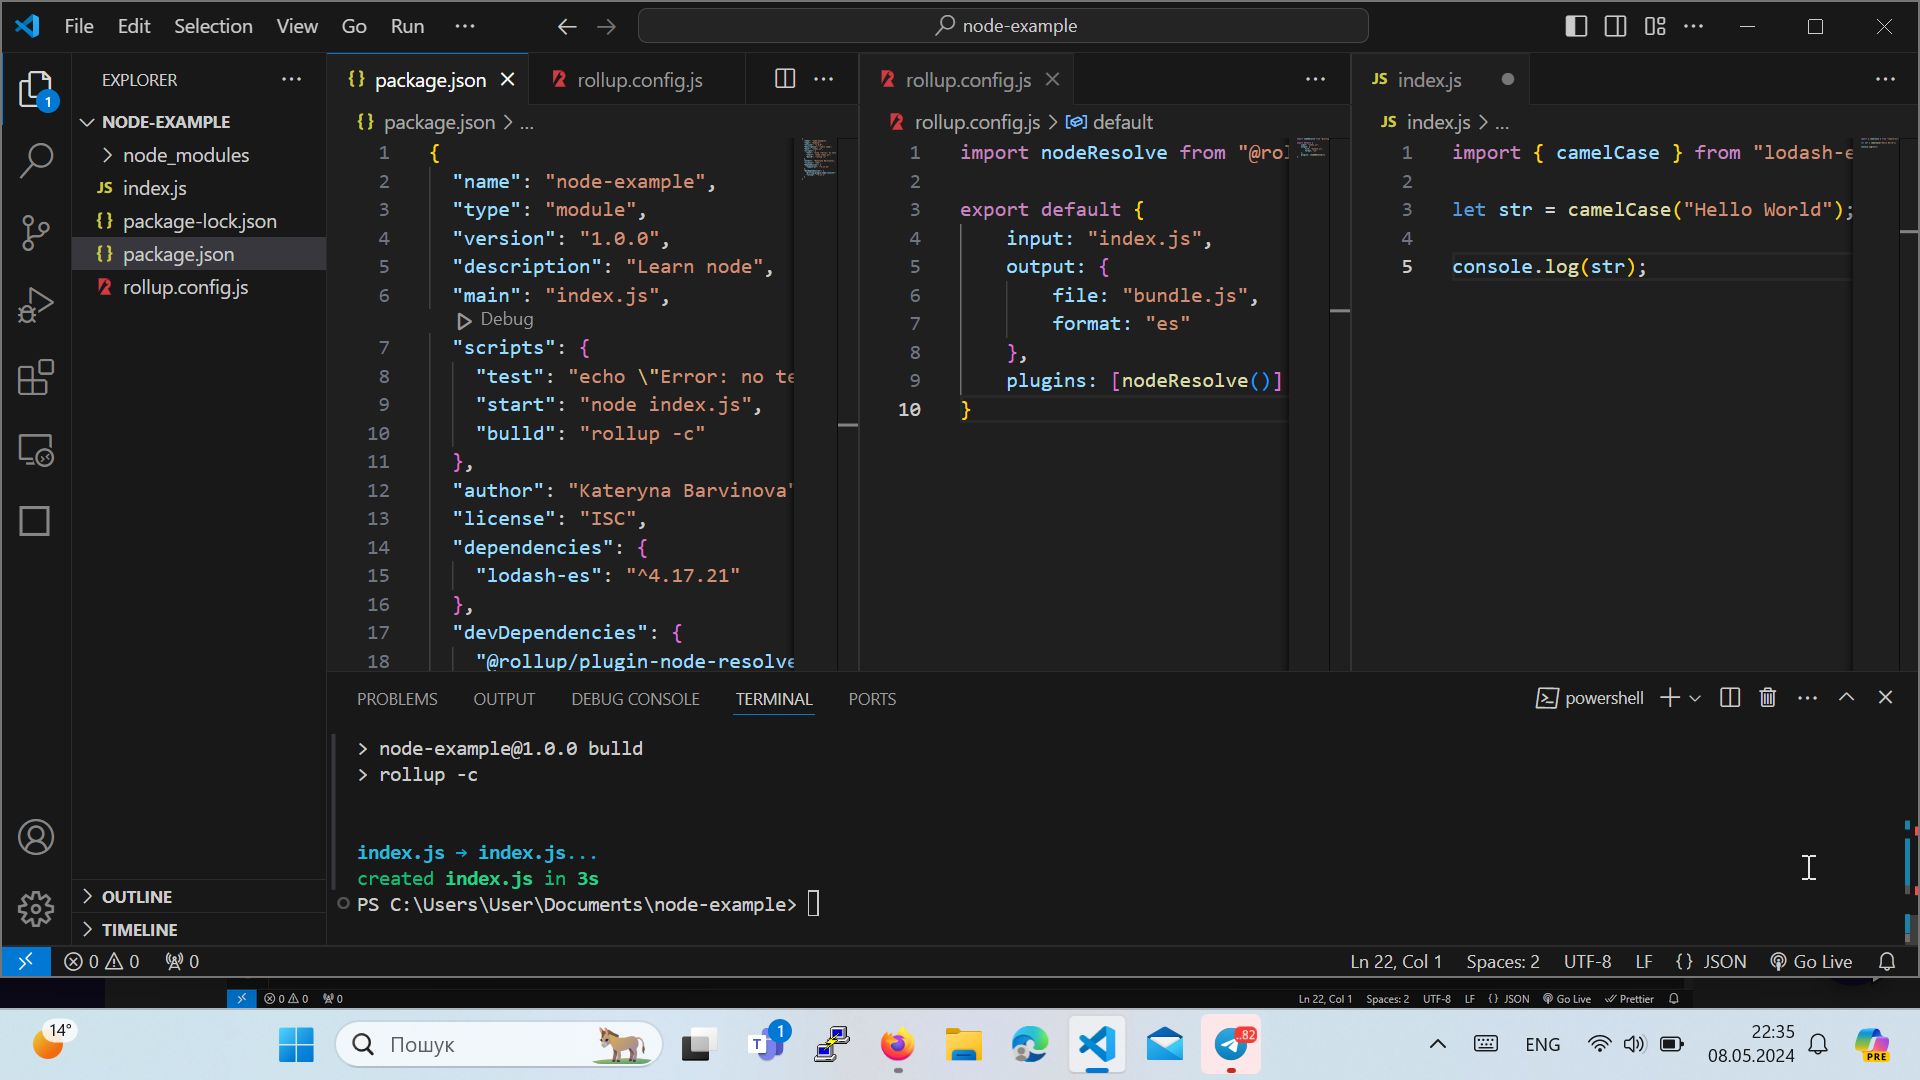 File Edit Selection View Go Run ··· node-example
EXPLORER
NODE-EXAMPLE
node_modules
JS index.js
{} package-lock.json
{} package.json
rollup.config.js
OUTLINE
TIMELINE
{} package.json rollup.config.js
{} package.json > ...
1 {
2 "name": "node-example",
3 "type": "module",
4 "version": "1.0.0",
5 "description": "Learn node",
6 "main": "index.js",
Debug
7 "scripts": {
8 "test": "echo \"Error: no te
9 "start": "node index.js",
10 "bulld": "rollup -c"
11 },
12 "author": "Kateryna Barvinova"
13 "license": "ISC",
14 "dependencies": {
15 "lodash-es": "^4.17.21"
16 },
17 "devDependencies": {
18 "@rollup/plugin-node-resolve
rollup.config.js
rollup.config.js > default
1 import nodeResolve from "@rol
2
3 export default {
4 input: "index.js",
5 output: {
6 file: "bundle.js",
7 format: "es"
8 },
9 plugins: [nodeResolve()]
10 }
JS index.js
JS index.js > ...
1 import { camelCase } from "lodash-e
2
3 let str = camelCase("Hello World");
4
5 console.log(str);
PROBLEMS OUTPUT DEBUG CONSOLE TERMINAL PORTS powershell
> node-example@1.0.0 bulld
> rollup -c
index.js → index.js...
created index.js in 3s
PS C:\Users\User\Documents\node-example>
1
0 0 0 Ln 22, Col 1 Spaces: 2 UTF-8 LF {} JSON Go Live
0 0 0 Ln 22, Col 1 Spaces: 2 UTF-8 LF {} JSON Go Live Prettier
14° Пошук T 1 ..82 ENG 22:35
08.05.2024
PRE